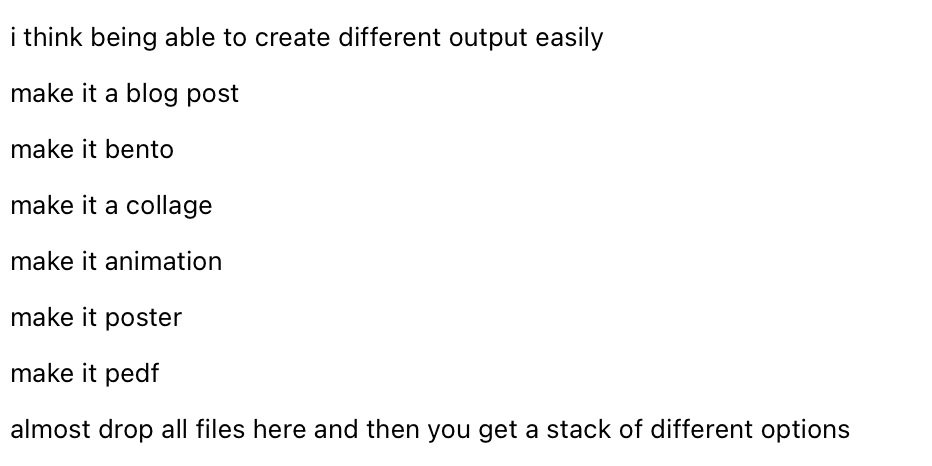 i think being able to create different output easily
make it a blog post
make it bento
make it a collage
make it animation
make it poster
make it pedf
almost drop all files here and then you get a stack of different options